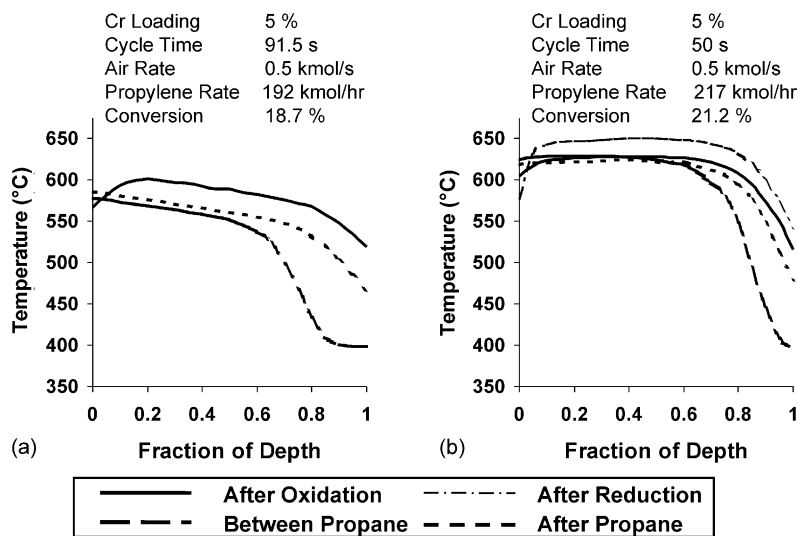 Cr Loading 5 %
Cycle Time 91.5 s
Air Rate 0.5 kmol/s
Propylene Rate 192 kmol/hr
Conversion 18.7 %
650
600
550
500
450
400
350
Temperature (°C)
0 0.2 0.4 0.6 0.8 1
(a) Fraction of Depth
Cr Loading 5 %
Cycle Time 50 s
Air Rate 0.5 kmol/s
Propylene Rate 217 kmol/hr
Conversion 21.2 %
650
600
550
500
450
400
350
Temperature (°C)
0 0.2 0.4 0.6 0.8 1
(b) Fraction of Depth
After Oxidation After Reduction
Between Propane After Propane